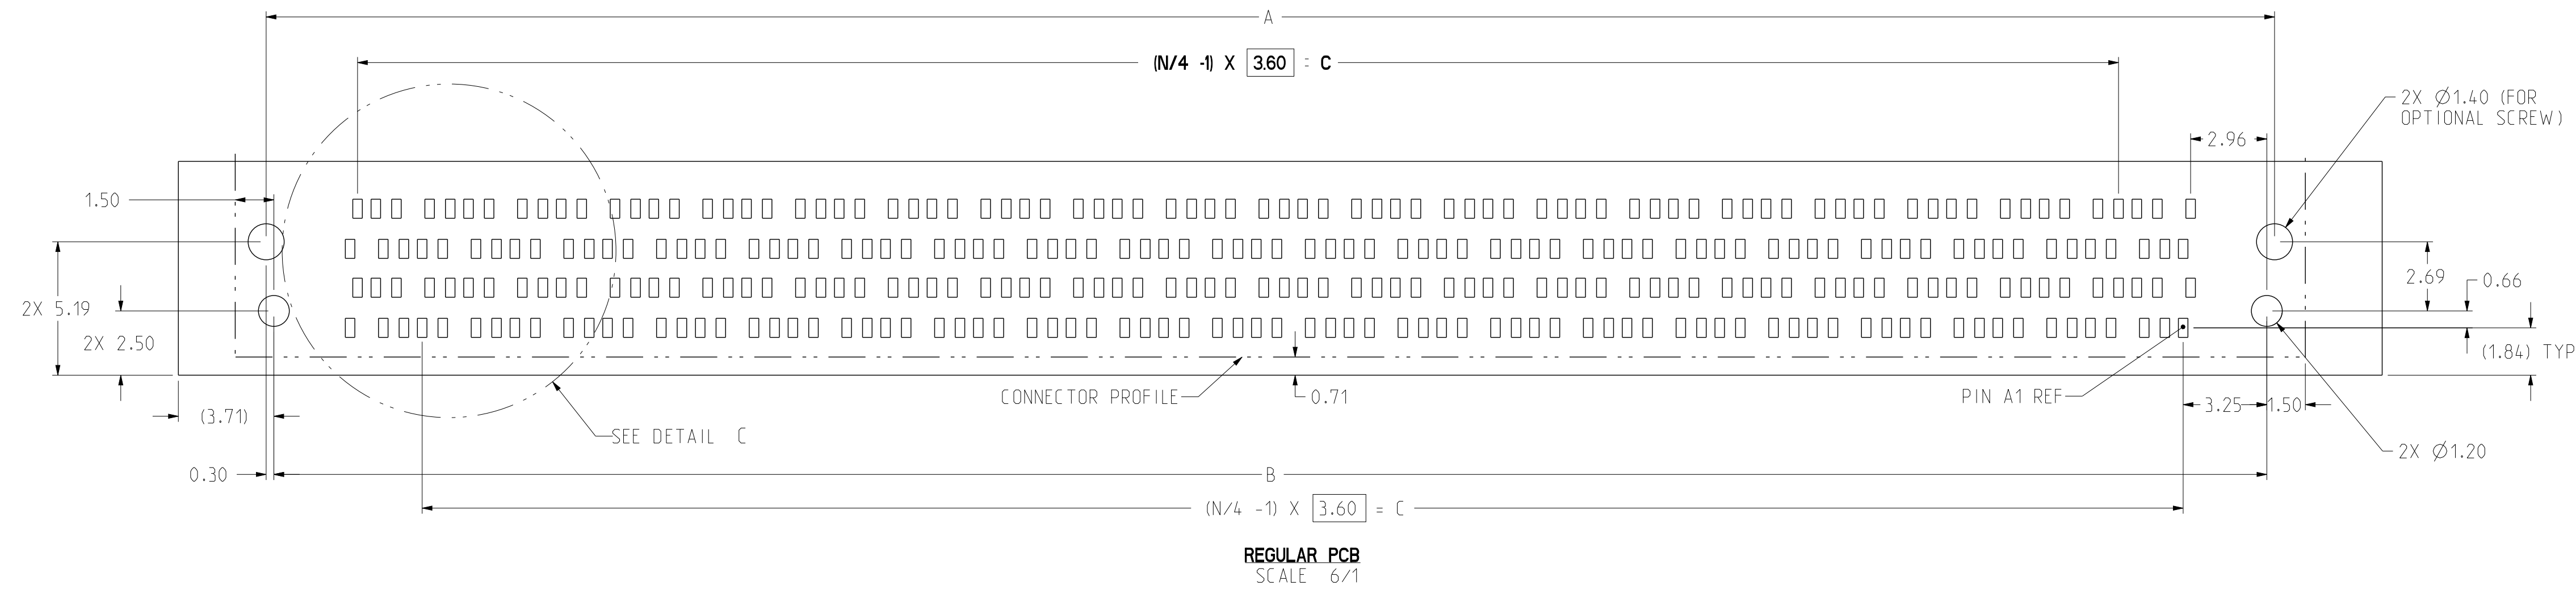 A
(N/4 -1) X 3.60 = C
2X Ø1.40 (FOR
OPTIONAL SCREW)
2.96
1.50
2X 5.19
2X 2.50
2.69
0.66
(1.84) TYP
CONNECTOR PROFILE
0.71
PIN A1 REF
3.25
1.50
(3.71)
SEE DETAIL C
2X Ø1.20
0.30
B
(N/4 -1) X 3.60 = C
REGULAR PCB
SCALE 6/1